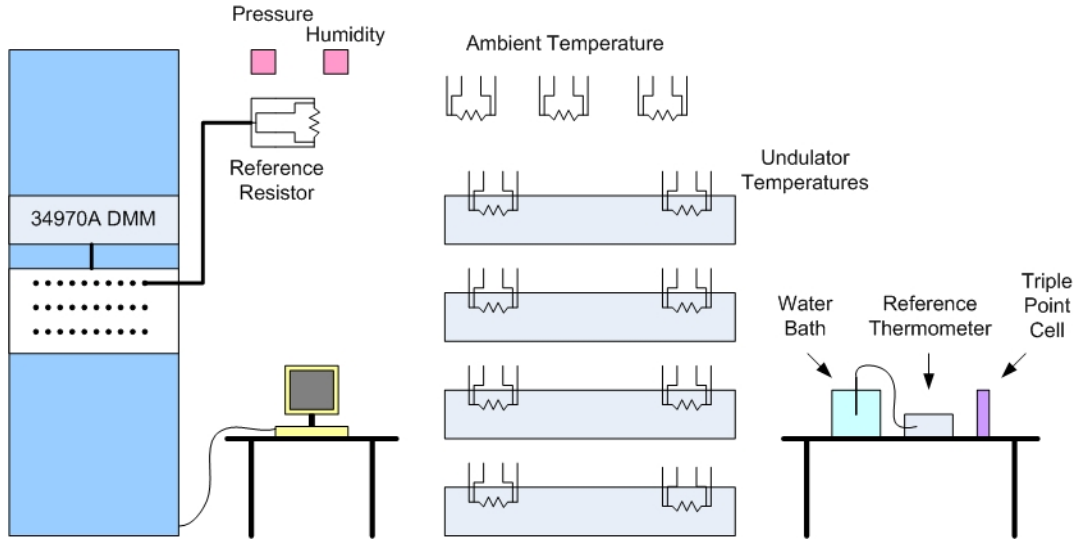 Pressure
Humidity
Ambient Temperature
Reference
Resistor
Undulator
Temperatures
34970A DMM
Water
Bath
Reference
Thermometer
Triple
Point
Cell